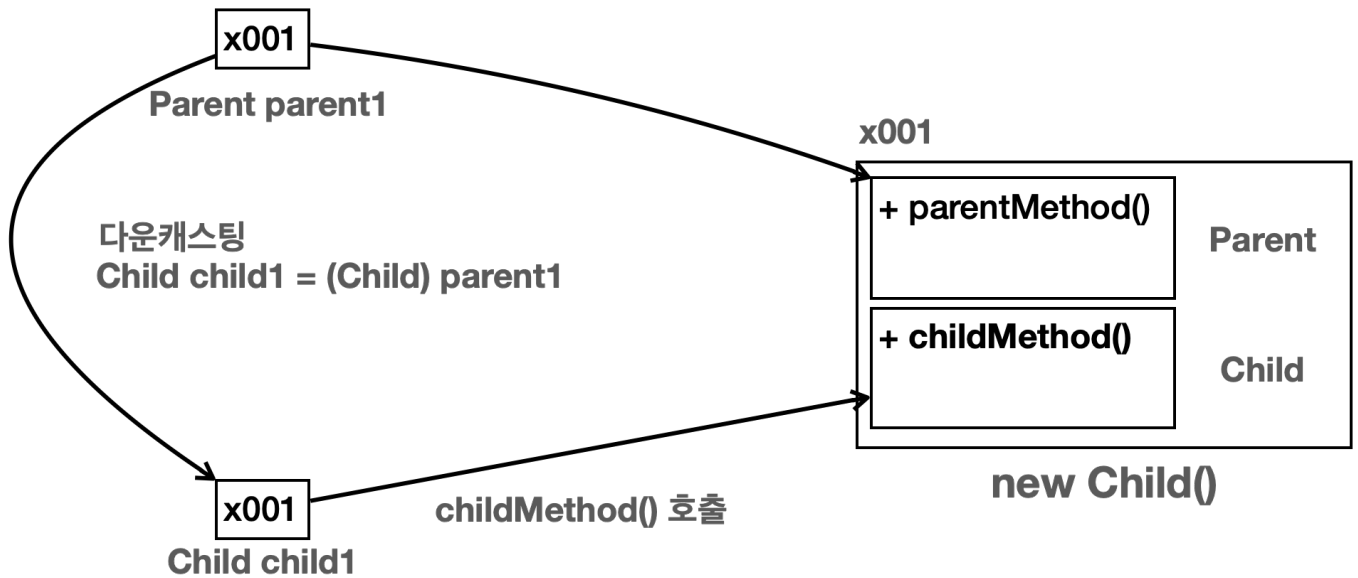 x001
Parent parent1
x001
+ parentMethod()
Parent
다운캐스팅
Child child1 = (Child) parent1
+ childMethod()
Child
new Child()
x001
childMethod() 호출
Child child1